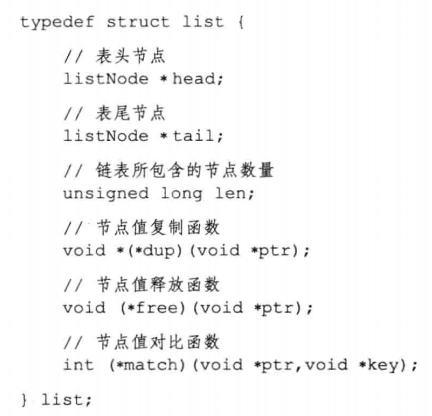 typedef struct list {
// 表头节点
listNode *head;
// 表尾节点
listNode *tail;
// 链表所包含的节点数量
unsigned long len;
// 节点值复制函数
void *(*dup)(void *ptr);
// 节点值释放函数
void (*free)(void *ptr);
// 节点值对比函数
int (*match)(void *ptr,void *key);
} list;